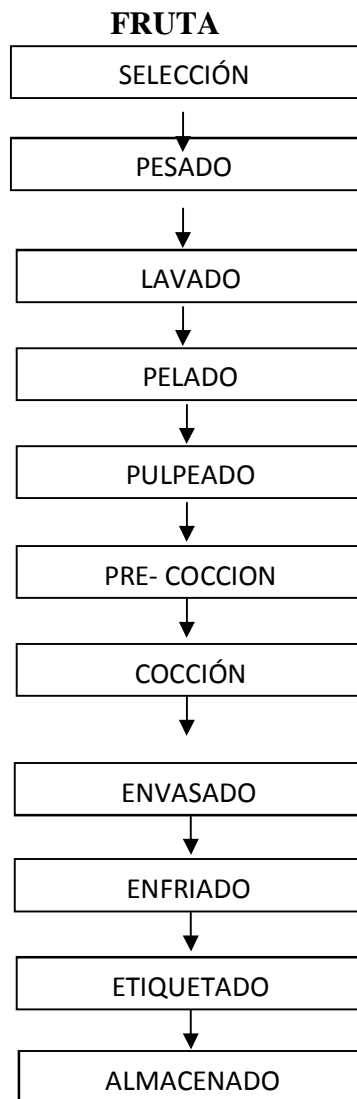 FRUTA
SELECCIÓN
PESADO
LAVADO
PELADO
PULPEADO
PRE- COCCION
COCCIÓN
ENVASADO
ENFRIADO
ETIQUETADO
ALMACENADO